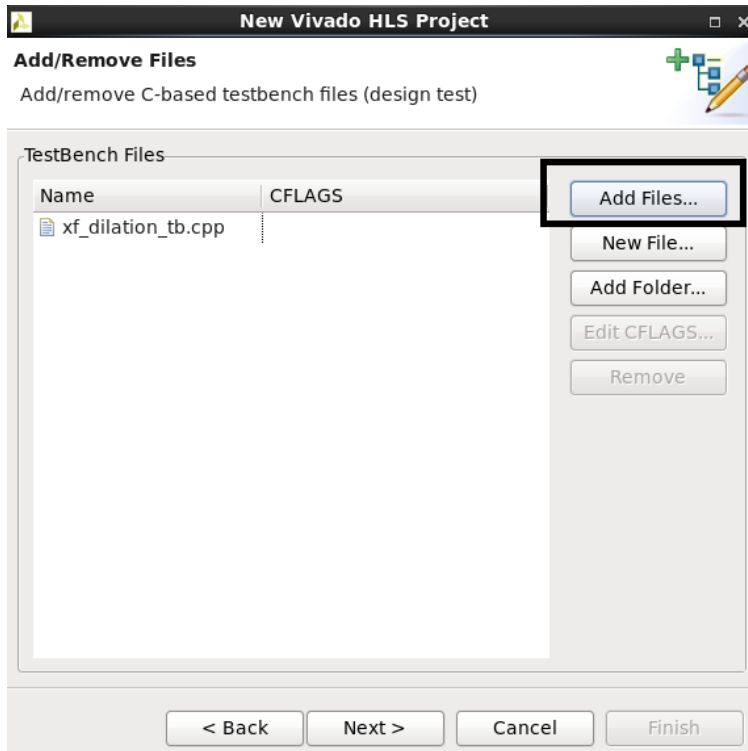 New Vivado HLS Project
Add/Remove Files
Add/remove C-based testbench files (design test)
TestBench Files
Name CFLAGS
Add Files...
xf_dilation_tb.cpp
New File...
Add Folder...
Edit CFLAGS...
Remove
< Back Next > Cancel Finish